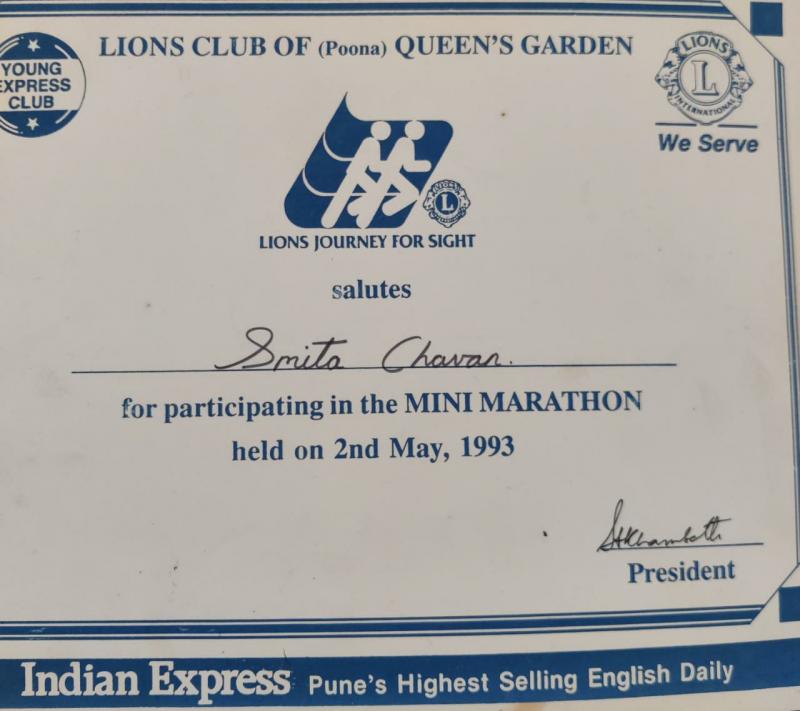 LIONS CLUB OF (Poona) QUEEN'S GARDEN
YOUNG
EXPRESS
CLUB
LIONS
L
INTERNATIONAL
We Serve
L
LIONS JOURNEY FOR SIGHT
salutes
Smita Chavan.
for participating in the MINI MARATHON
held on 2nd May, 1993
President
Indian Express Pune's Highest Selling English Daily